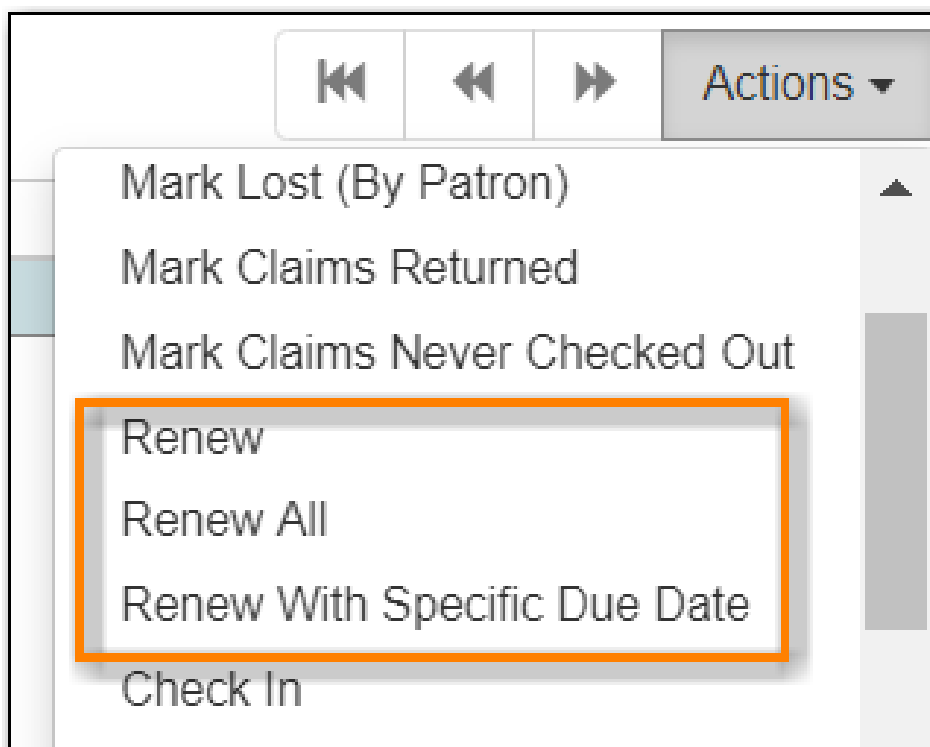 Actions
Mark Lost (By Patron)
Mark Claims Returned
Mark Claims Never Checked Out
Renew
Renew All
Renew With Specific Due Date
Check In